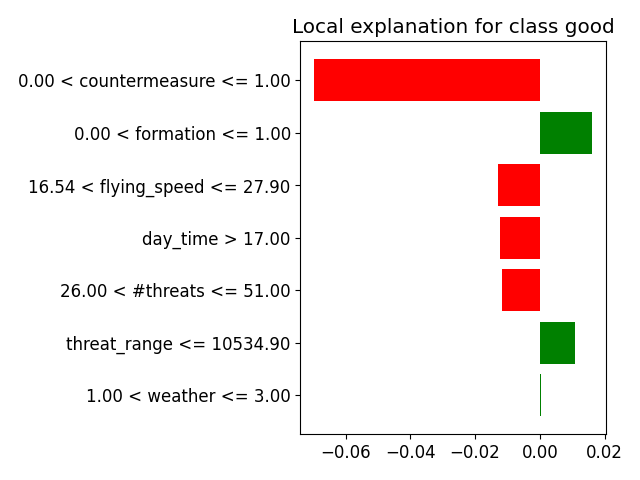 Local explanation for class good
0.00 < countermeasure <= 1.00
0.00 < formation <= 1.00
16.54 < flying_speed <= 27.90
day_time > 17.00
26.00 < #threats <= 51.00
threat_range <= 10534.90
1.00 < weather <= 3.00
−0.06 −0.04 −0.02 0.00 0.02